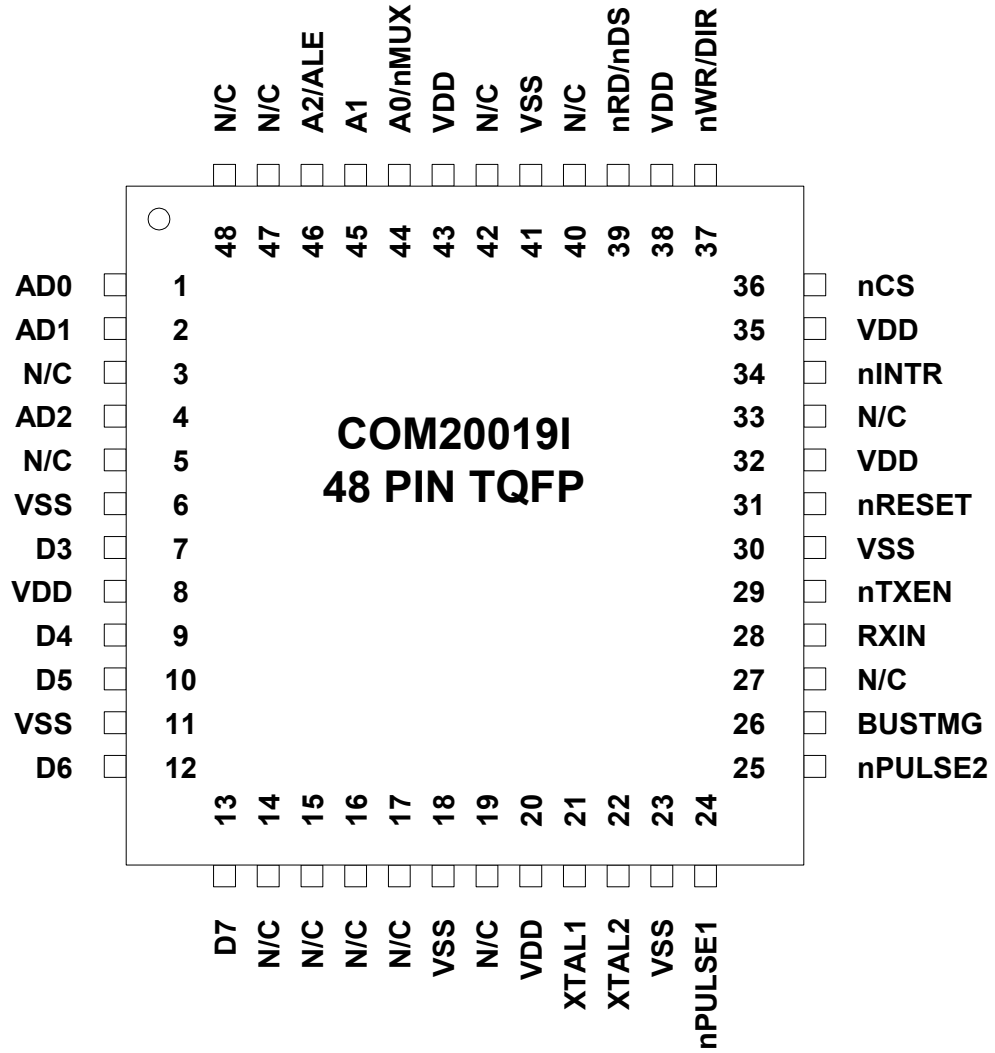 N/C
N/C
A2/ALE
A1
A0/nMUX
VDD
N/C
VSS
N/C
nRD/nDS
VDD
nWR/DIR
48
47
46
45
44
43
42
41
40
39
38
37
AD0 1
AD1 2
N/C 3
AD2 4
N/C 5
VSS 6
D3 7
VDD 8
D4 9
D5 10
VSS 11
D6 12
COM20019I
48 PIN TQFP
36 nCS
35 VDD
34 nINTR
33 N/C
32 VDD
31 nRESET
30 VSS
29 nTXEN
28 RXIN
27 N/C
26 BUSTMG
25 nPULSE2
13
14
15
16
17
18
19
20
21
22
23
24
D7
N/C
N/C
N/C
N/C
VSS
N/C
VDD
XTAL1
XTAL2
VSS
nPULSE1